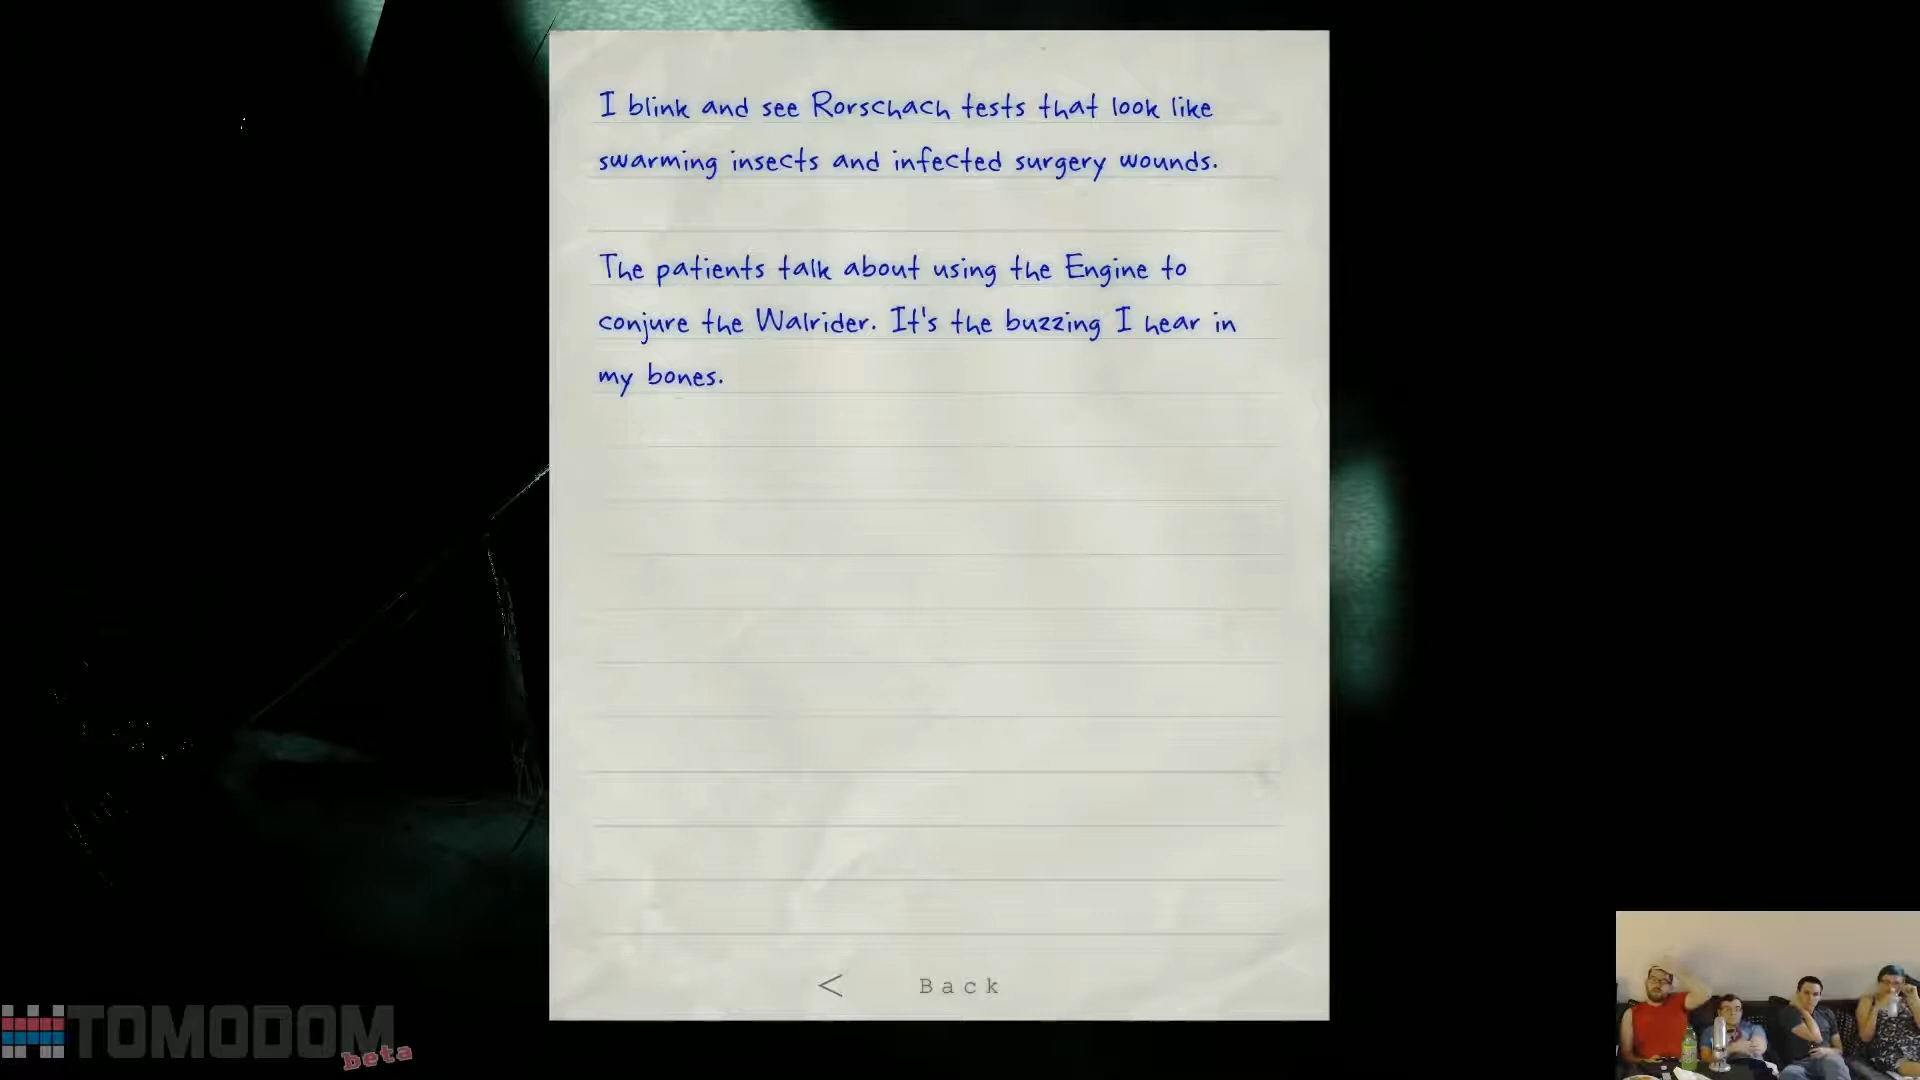 I blink and see Rorschach tests that look like
swarming insects and infected surgery wounds.
The patients talk about using the Engine to
conjure the Walrider. It's the buzzing I hear in
my bones.
< Back
TOMODOM
beta